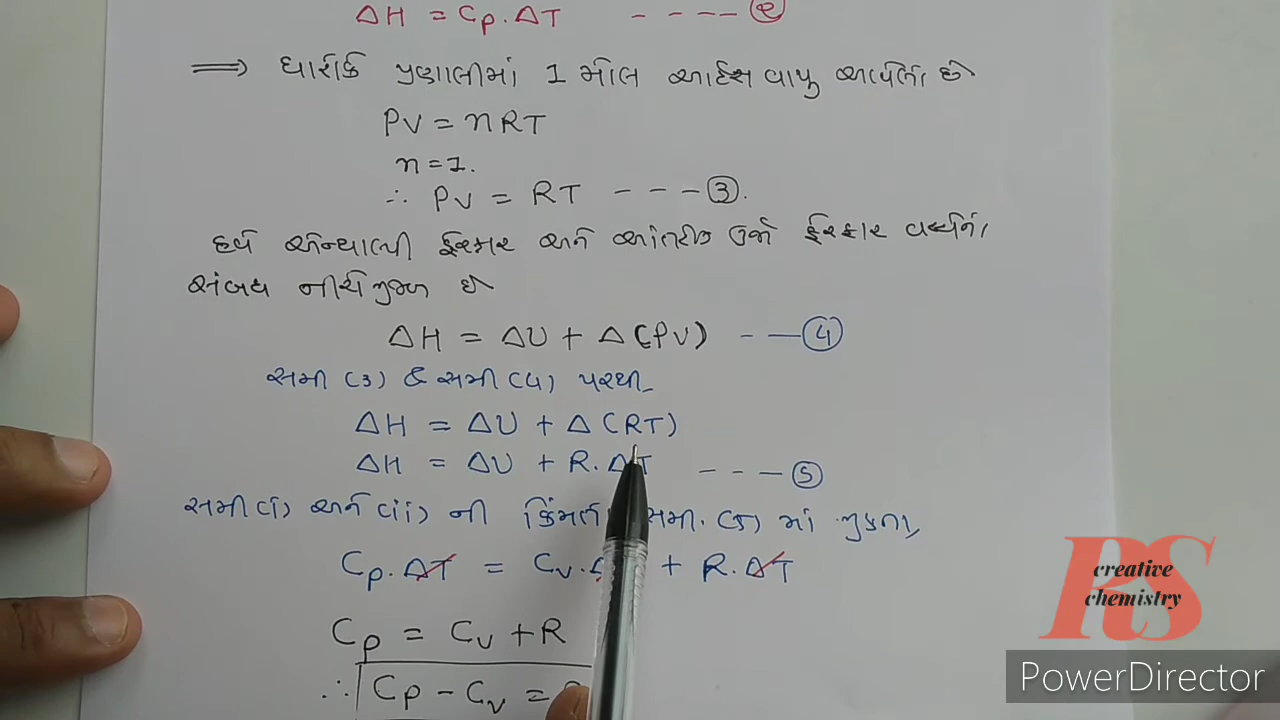 ΔH = Cp.ΔT ---- ②
⟹ ધારોકે પ્રણાલીમાં 1 મોલ આદર્શ વાયુ આવેલો છે
PV = nRT
n=1.
∴ PV = RT --- ③.
હવે એન્થાલ્પી ફેરફાર અને આંતરીક ઉર્જા ફેરફાર વચ્ચેનો
સંબંધ નીચે મુજબ છે
ΔH = ΔU + Δ(PV) --- ④
સમી (3) & સમી (4) પરથી
ΔH = ΔU + Δ(RT)
ΔH = ΔU + R.ΔT --- ⑤
સમી (i) અને (ii) ની કિંમતો સમી. (5) માં મુકતા,
Cp.ΔT = Cv. + R.ΔT
Cp = Cv + R
∴ Cp - Cv =
RS
creative
chemistry
PowerDirector